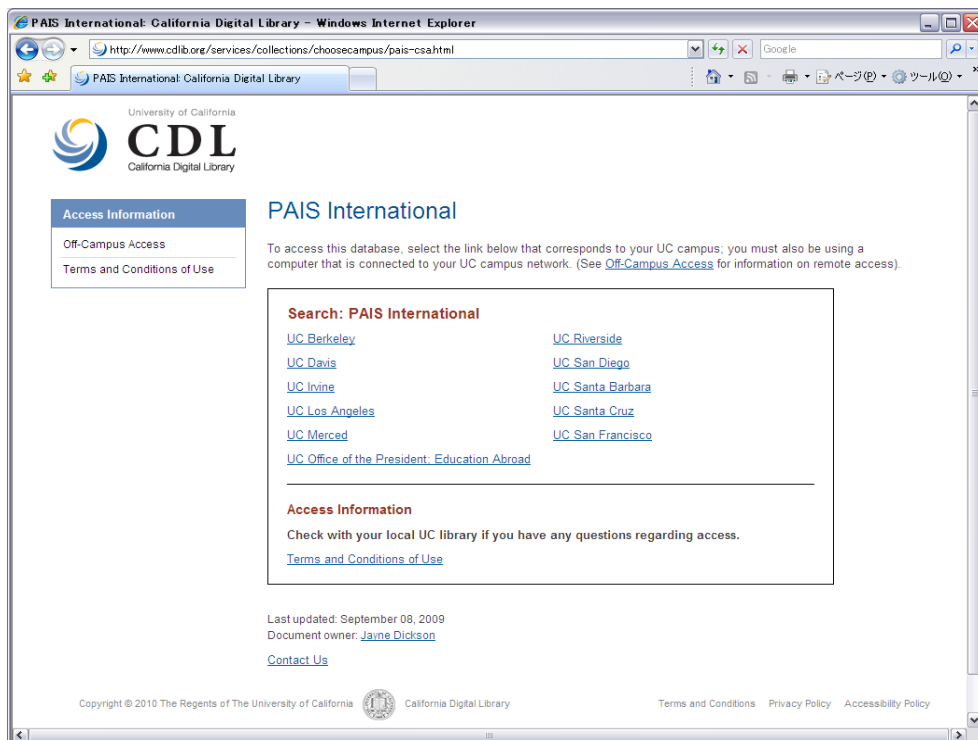 PAIS International: California Digital Library - Windows Internet Explorer
http://www.cdlib.org/services/collections/choosecampus/pais-csa.html
Google
PAIS International: California Digital Library
ページ(P)
ツール(O)
University of California
CDL
California Digital Library
Access Information
Off-Campus Access
Terms and Conditions of Use
PAIS International
To access this database, select the link below that corresponds to your UC campus; you must also be using a
computer that is connected to your UC campus network. (See Off-Campus Access for information on remote access).
Search: PAIS International
UC Berkeley
UC Riverside
UC Davis
UC San Diego
UC Irvine
UC Santa Barbara
UC Los Angeles
UC Santa Cruz
UC Merced
UC San Francisco
UC Office of the President: Education Abroad
Access Information
Check with your local UC library if you have any questions regarding access.
Terms and Conditions of Use
Last updated: September 08, 2009
Document owner: Jayne Dickson
Contact Us
Copyright © 2010 The Regents of The University of California
California Digital Library
Terms and Conditions
Privacy Policy
Accessibility Policy